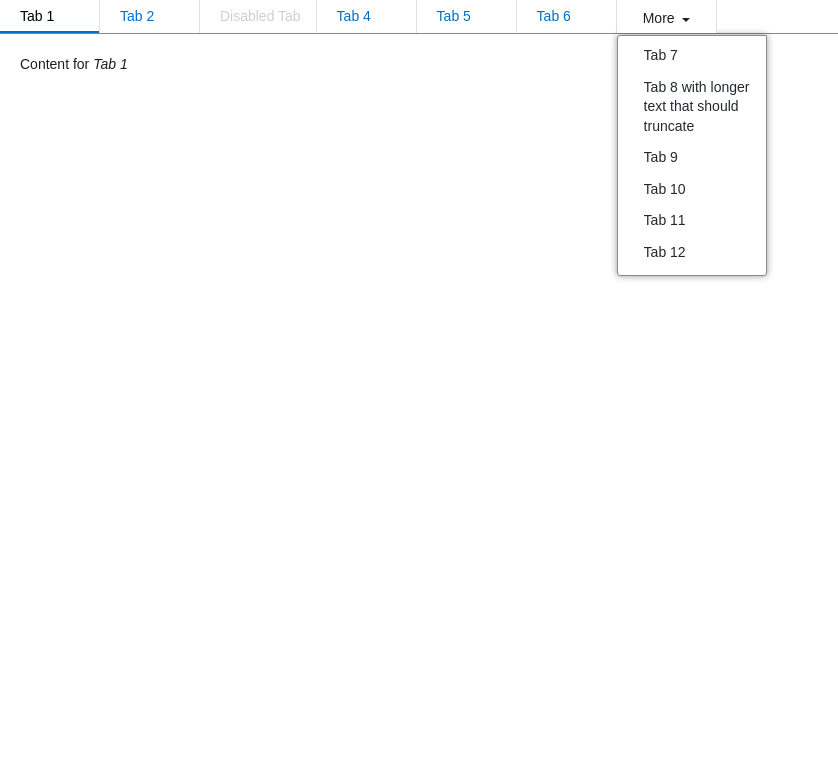 Tab 1 Tab 2 Disabled Tab Tab 4 Tab 5 Tab 6 More
Content for Tab 1
Tab 7
Tab 8 with longer
text that should
truncate
Tab 9
Tab 10
Tab 11
Tab 12